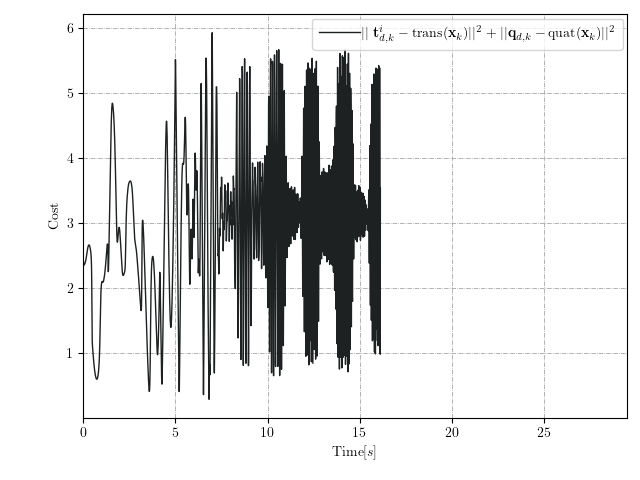 || t^i_{d,k} − trans(x_k)||^2 + ||q_{d,k} − quat(x_k)||^2
6
5
4
3
2
1
Cost
0 5 10 15 20 25
Time[s]